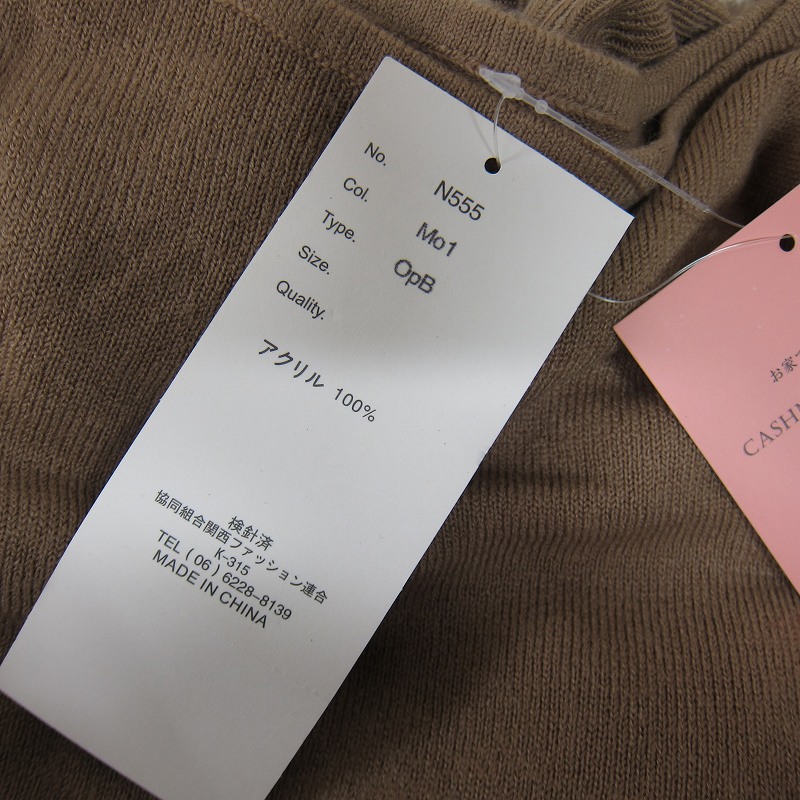 No. N555
Col. Mo1
Type. OpB
Size.
Quality.
アクリル 100%
検針済
協同組合関西ファッション連合
K-315
TEL (06) 6228-8139
MADE IN CHINA
お家で